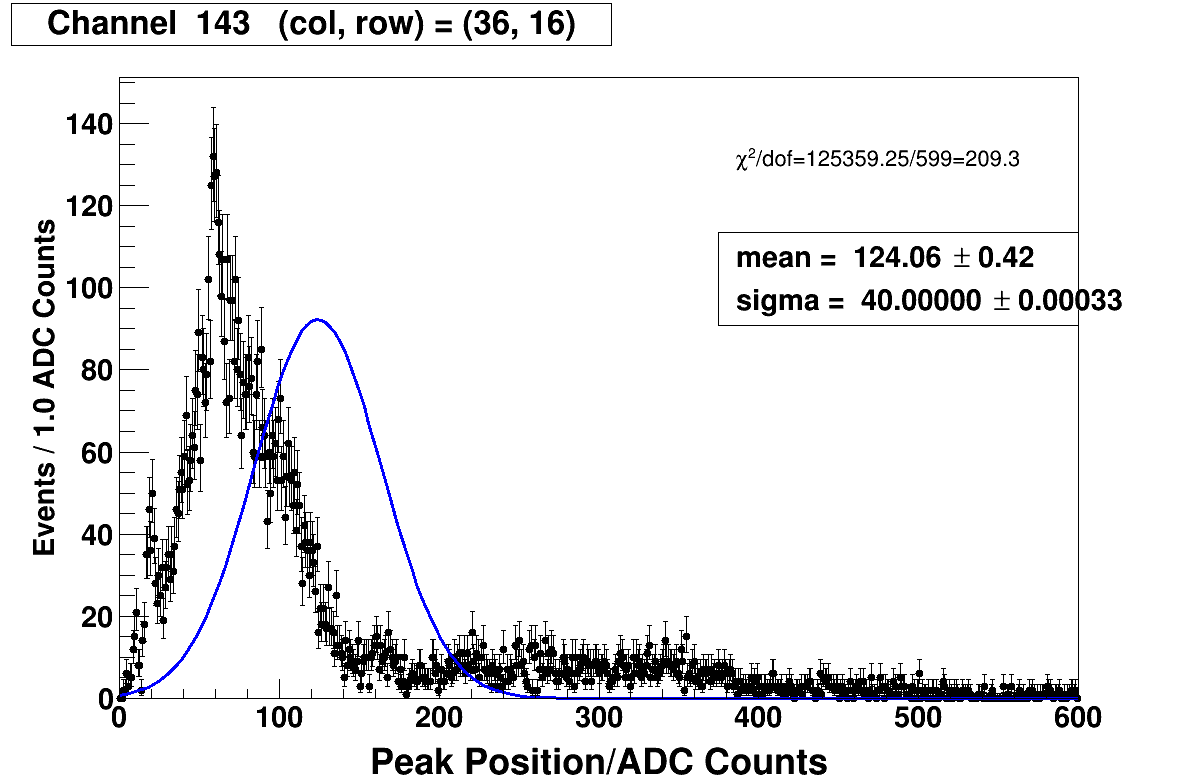 Channel 143 (col, row) = (36, 16)
χ²/dof=125359.25/599=209.3
mean = 124.06 ± 0.42
sigma = 40.00000 ± 0.00033
Events / 1.0 ADC Counts
140
120
100
80
60
40
20
0
0 100 200 300 400 500 600
Peak Position/ADC Counts